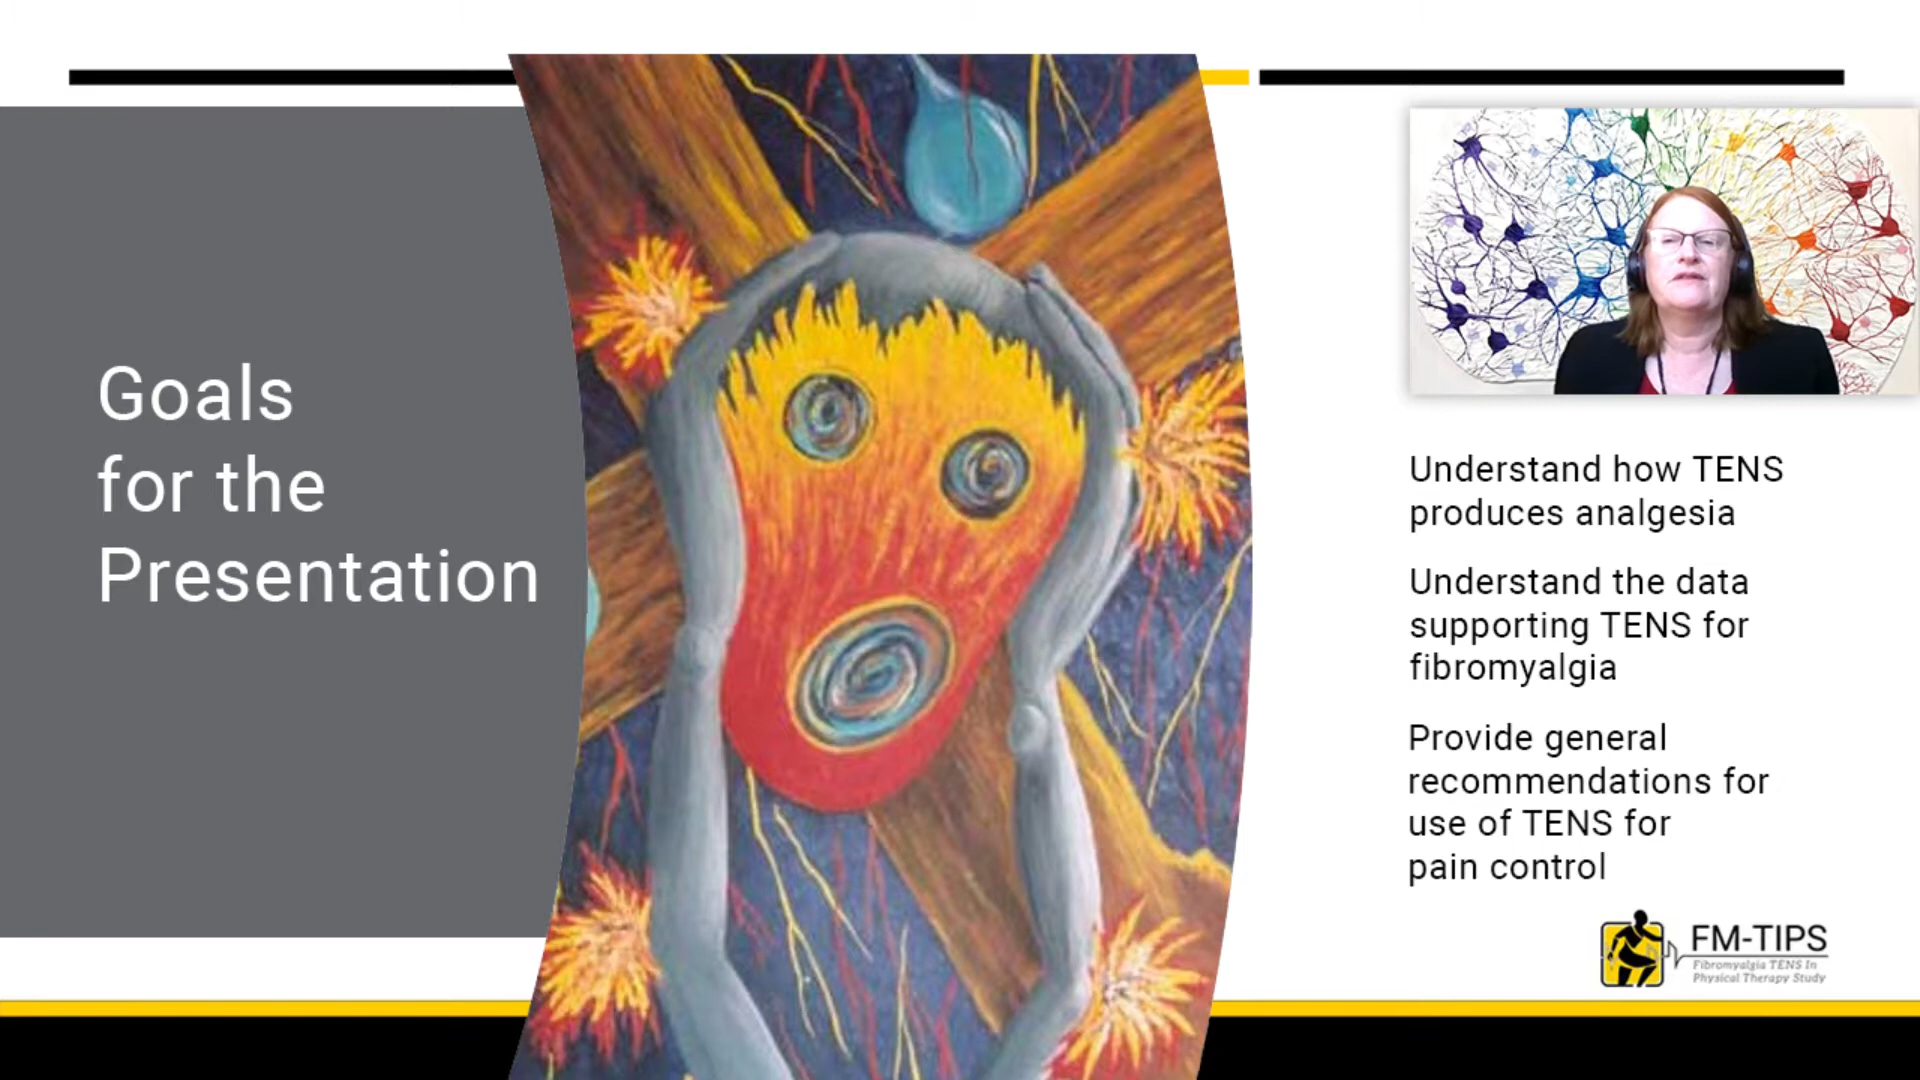 Goals
for the
Presentation
Understand how TENS
produces analgesia
Understand the data
supporting TENS for
fibromyalgia
Provide general
recommendations for
use of TENS for
pain control
FM-TIPS
Fibromyalgia TENS In
Physical Therapy Study